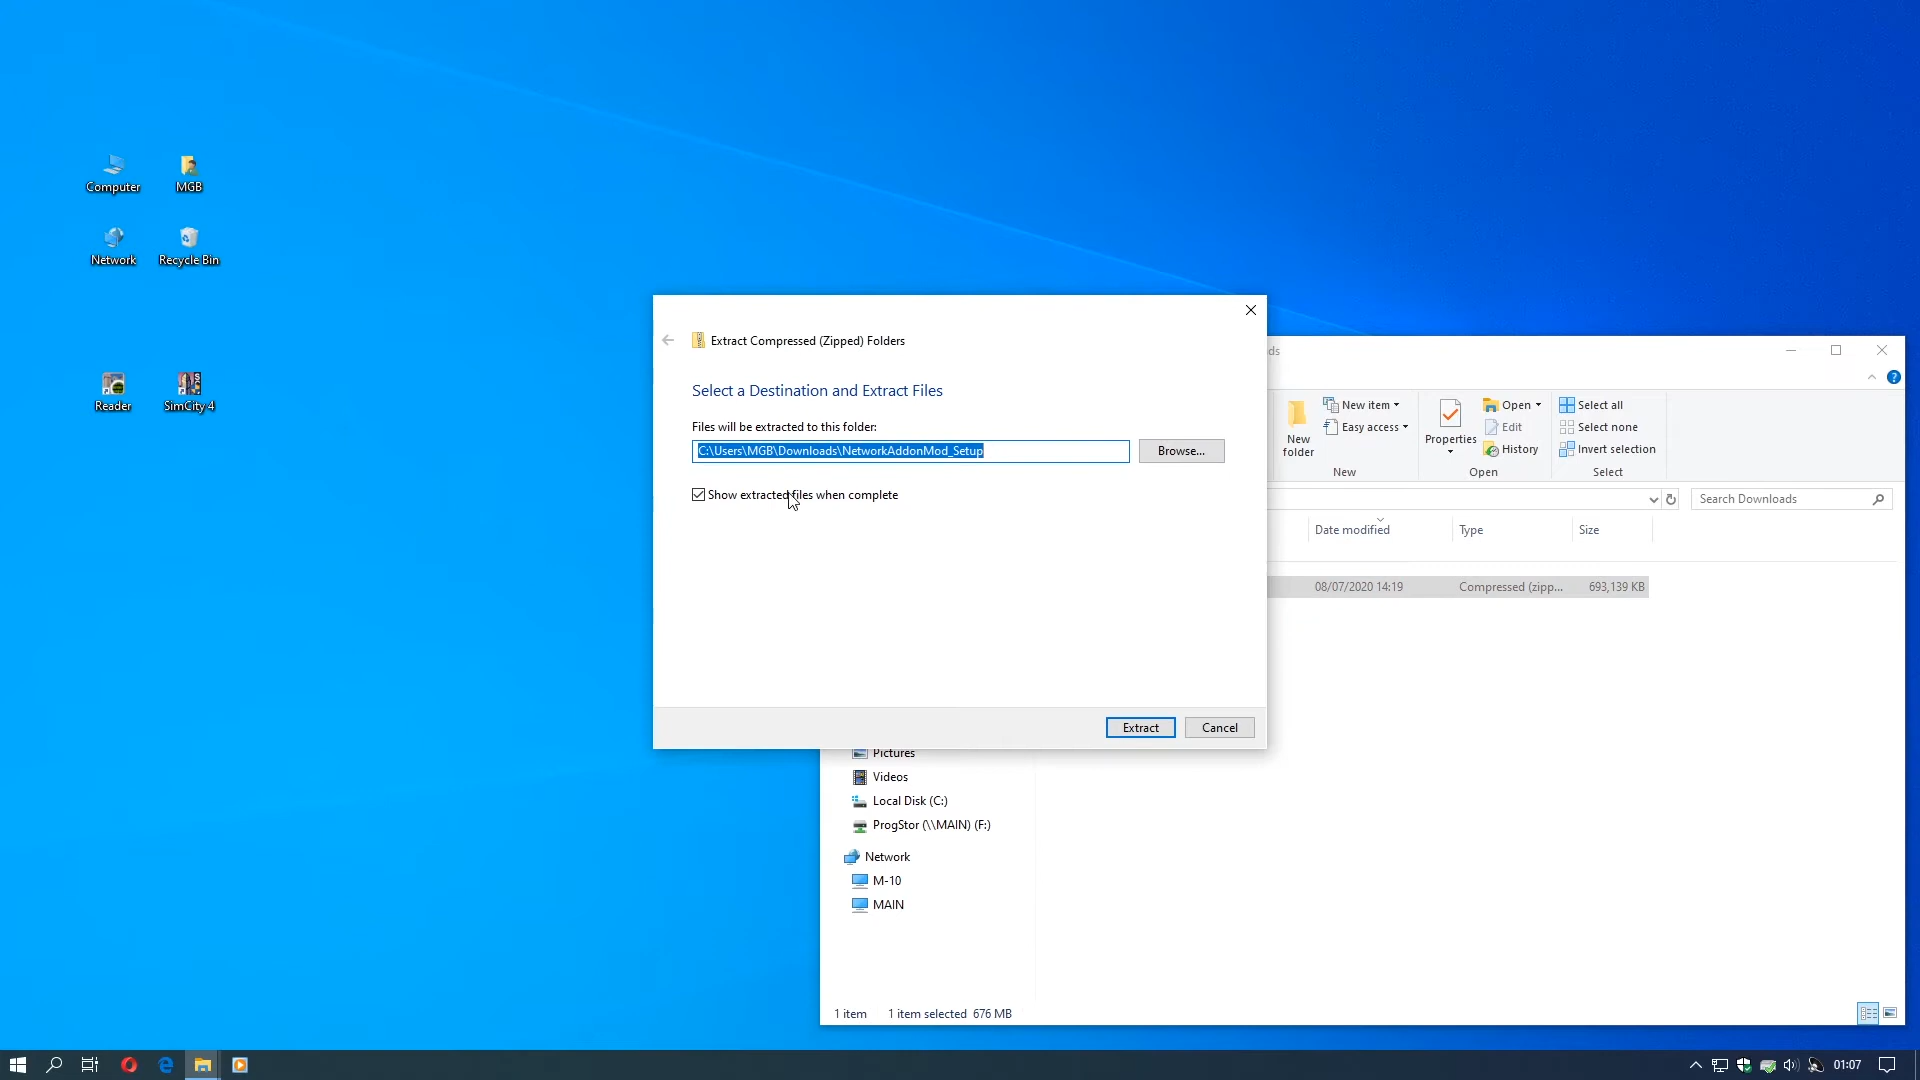 Computer
MGB
Network
Recycle Bin
Reader
SimCity 4
Extract Compressed (Zipped) Folders
Select a Destination and Extract Files
Files will be extracted to this folder:
C:\Users\MGB\Downloads\NetworkAddonMod_Setup
Browse...
Show extracted files when complete
Extract
Cancel
ds
New folder
New item
Easy access
New
Properties
Open
Edit
History
Open
Select all
Select none
Invert selection
Select
Search Downloads
Date modified
Type
Size
08/07/2020 14:19
Compressed (zipp...
693,139 KB
Pictures
Videos
Local Disk (C:)
ProgStor (\\MAIN) (F:)
Network
M-10
MAIN
1 item
1 item selected 676 MB
01:07